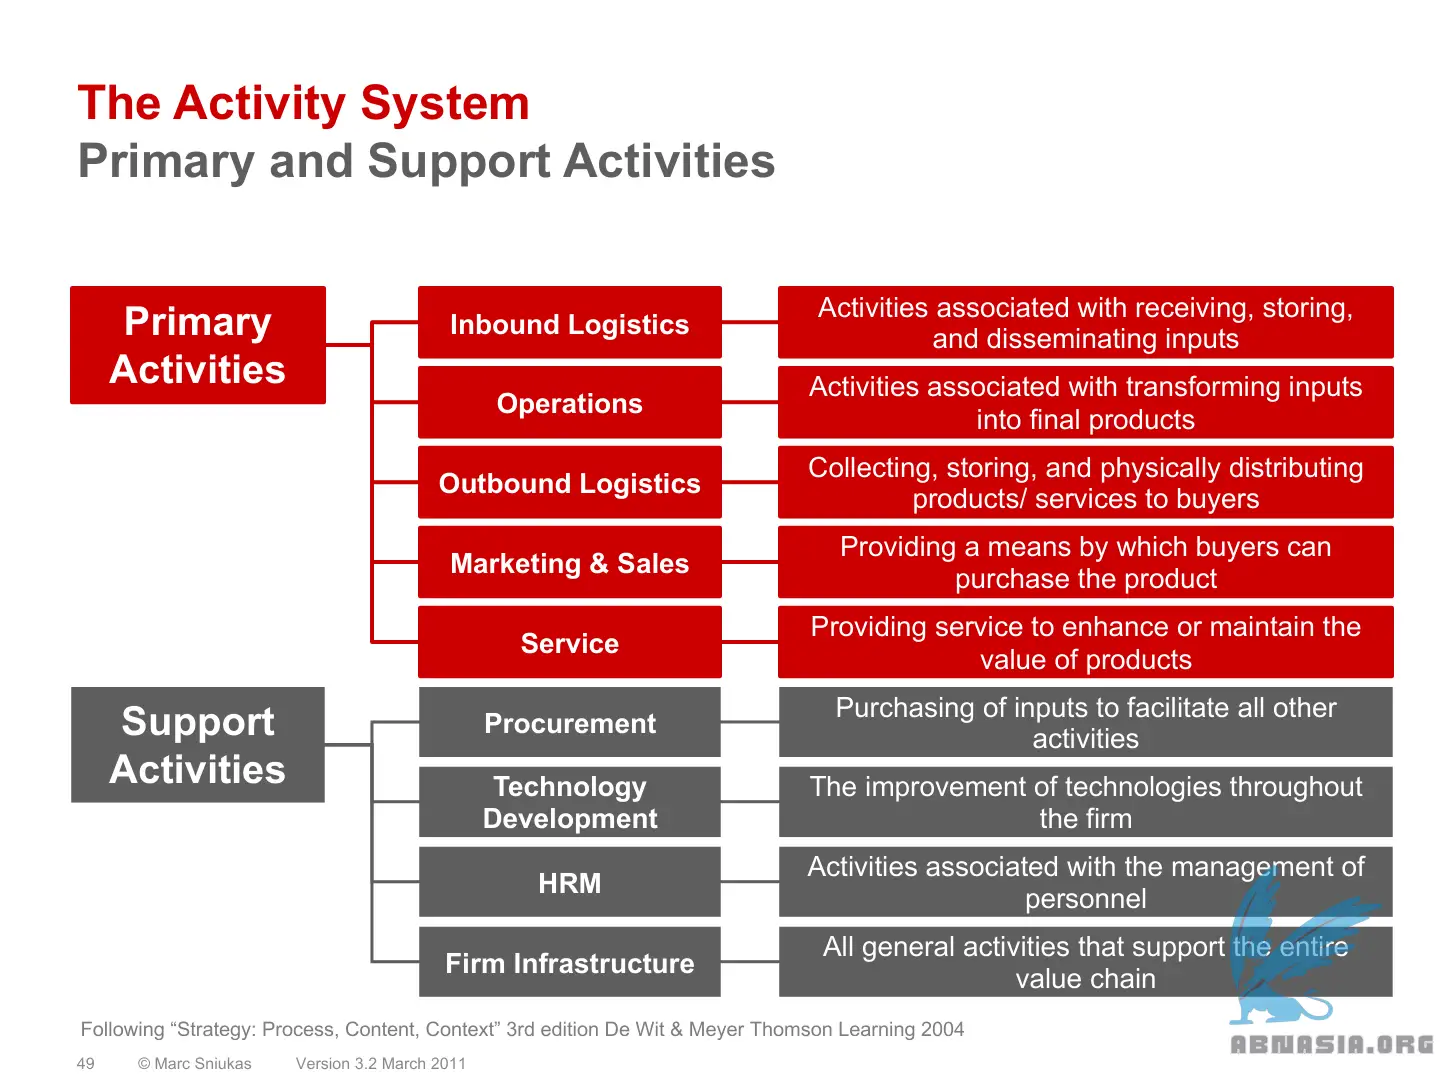 The Activity System
Primary and Support Activities
Primary
Activities
Inbound Logistics
Activities associated with receiving, storing,
and disseminating inputs
Operations
Activities associated with transforming inputs
into final products
Outbound Logistics
Collecting, storing, and physically distributing
products/ services to buyers
Marketing & Sales
Providing a means by which buyers can
purchase the product
Service
Providing service to enhance or maintain the
value of products
Support
Activities
Procurement
Purchasing of inputs to facilitate all other
activities
Technology
Development
The improvement of technologies throughout
the firm
HRM
Activities associated with the management of
personnel
Firm Infrastructure
All general activities that support the entire
value chain
Following “Strategy: Process, Content, Context” 3rd edition De Wit & Meyer Thomson Learning 2004
49 © Marc Sniukas Version 3.2 March 2011
ABNASIA.ORG